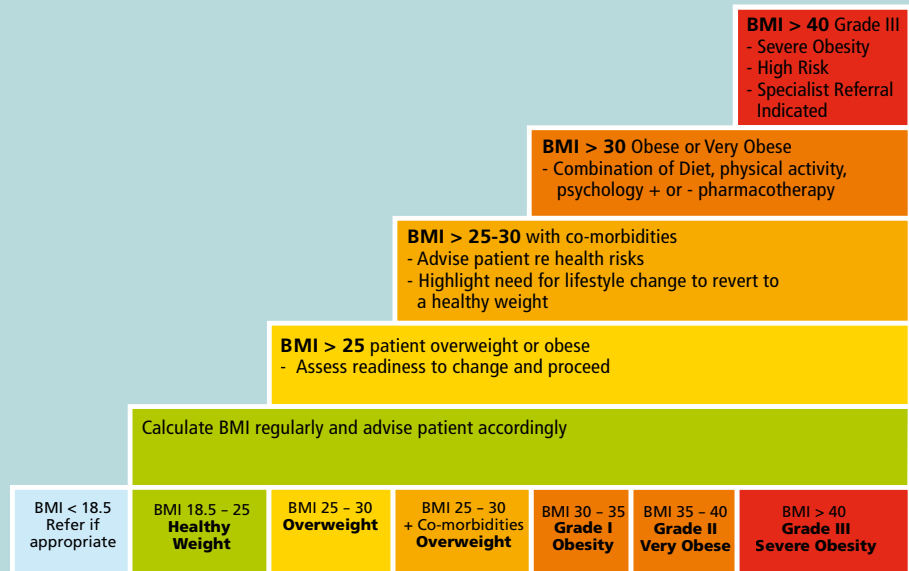 BMI > 40 Grade III
- Severe Obesity
- High Risk
- Specialist Referral
Indicated
BMI > 30 Obese or Very Obese
- Combination of Diet, physical activity,
psychology + or - pharmacotherapy
BMI > 25-30 with co-morbidities
- Advise patient re health risks
- Highlight need for lifestyle change to revert to
a healthy weight
BMI > 25 patient overweight or obese
- Assess readiness to change and proceed
Calculate BMI regularly and advise patient accordingly
BMI < 18.5
Refer if
appropriate
BMI 18.5 – 25
Healthy
Weight
BMI 25 – 30
Overweight
BMI 25 – 30
+ Co-morbidities
Overweight
BMI 30 – 35
Grade I
Obesity
BMI 35 – 40
Grade II
Very Obese
BMI > 40
Grade III
Severe Obesity